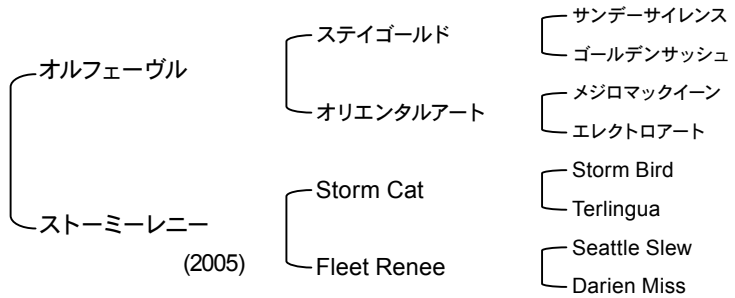 オルフェーヴル
ストーミーレニー
(2005)
ステイゴールド
オリエンタルアート
Storm Cat
Fleet Renee
サンデーサイレンス
ゴールデンサッシュ
メジロマックイーン
エレクトロアート
Storm Bird
Terlingua
Seattle Slew
Darien Miss